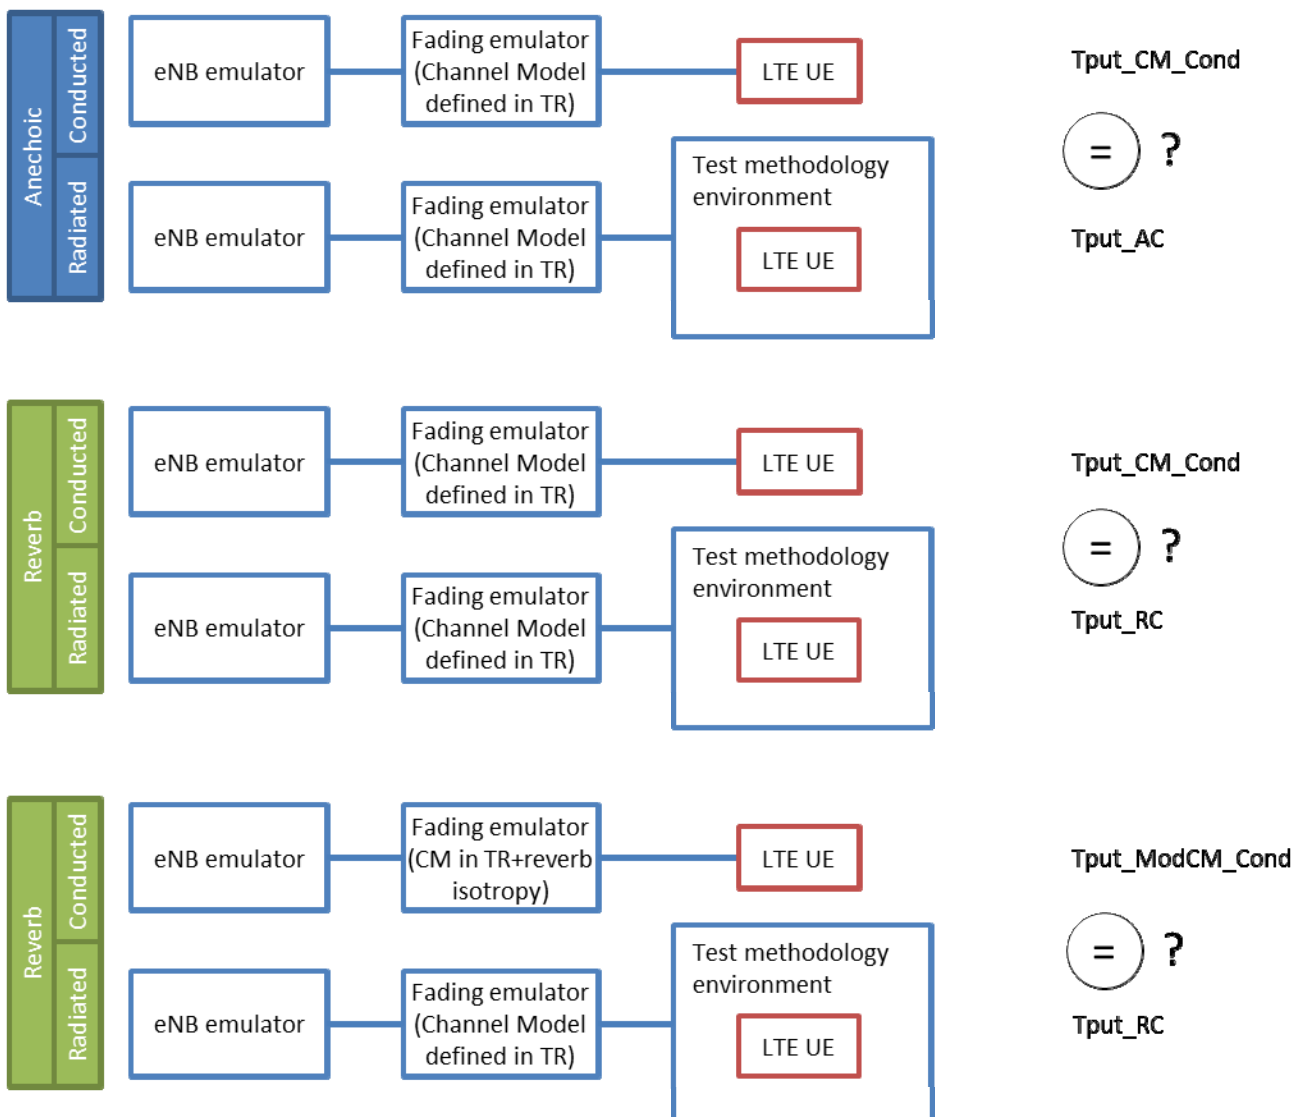 Anechoic
Conducted
Radiated
eNB emulator
Fading emulator
(Channel Model
defined in TR)
LTE UE
Tput_CM_Cond
= ?
eNB emulator
Fading emulator
(Channel Model
defined in TR)
Test methodology
environment
LTE UE
Tput_AC
Reverb
Conducted
Radiated
eNB emulator
Fading emulator
(Channel Model
defined in TR)
LTE UE
Tput_CM_Cond
= ?
eNB emulator
Fading emulator
(Channel Model
defined in TR)
Test methodology
environment
LTE UE
Tput_RC
Reverb
Conducted
Radiated
eNB emulator
Fading emulator
(CM in TR+reverb
isotropy)
LTE UE
Tput_ModCM_Cond
= ?
eNB emulator
Fading emulator
(Channel Model
defined in TR)
Test methodology
environment
LTE UE
Tput_RC